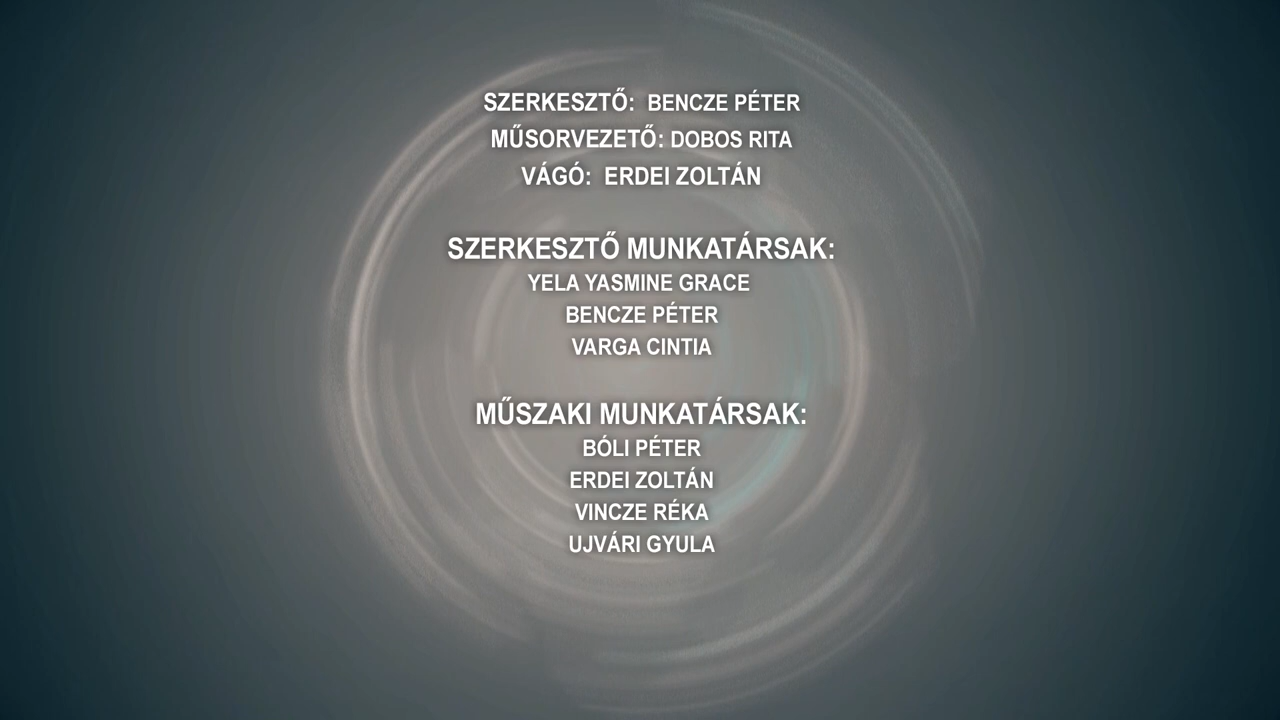 SZERKESZTŐ: BENCZE PÉTER
MŰSORVEZETŐ: DOBOS RITA
VÁGÓ: ERDEI ZOLTÁN
SZERKESZTŐ MUNKATÁRSAK:
YELA YASMINE GRACE
BENCZE PÉTER
VARGA CINTIA
MŰSZAKI MUNKATÁRSAK:
BÓLI PÉTER
ERDEI ZOLTÁN
VINCZE RÉKA
UJVÁRI GYULA